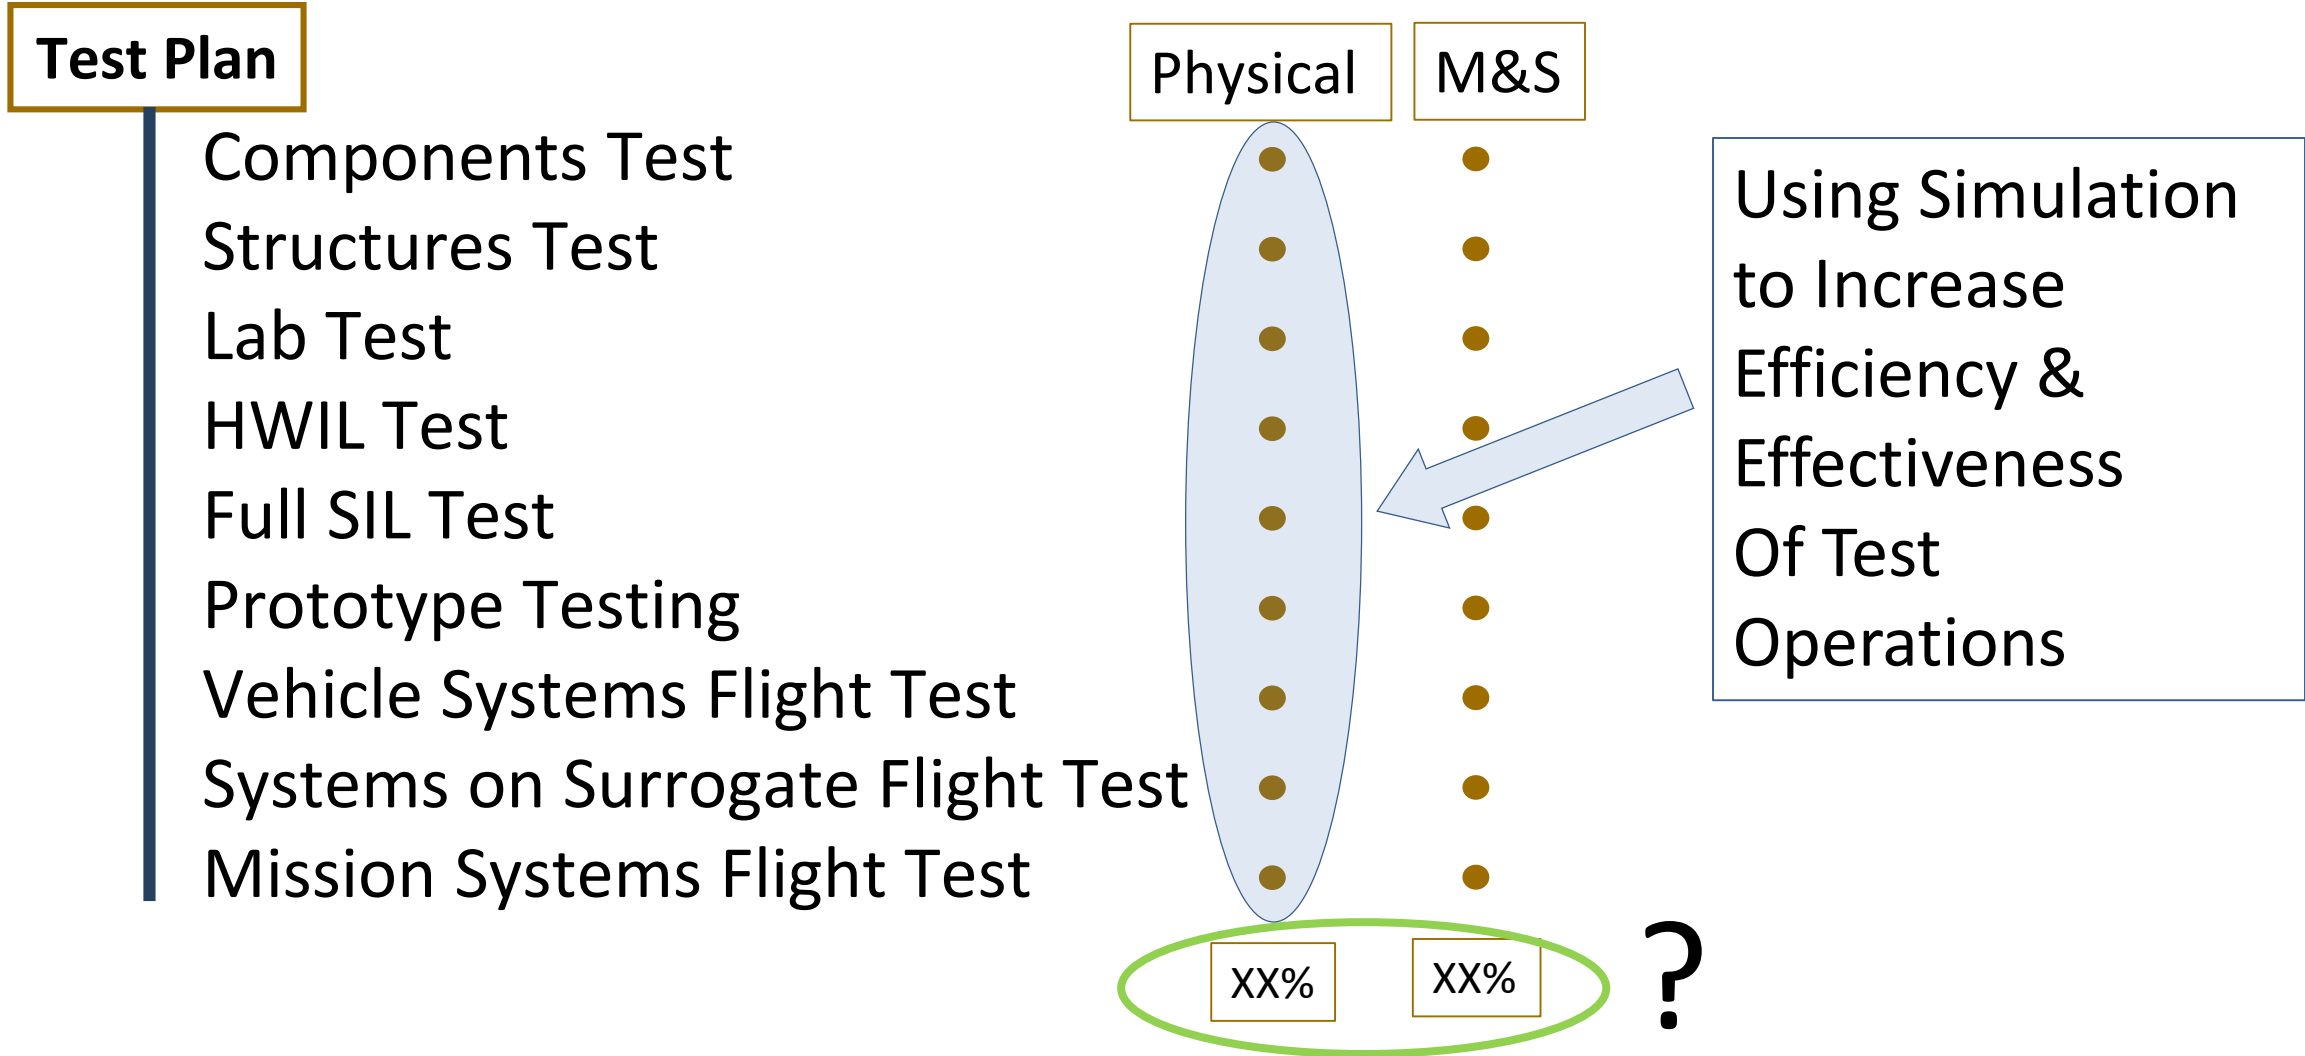 Test Plan
Physical
M&S
Components Test
Structures Test
Lab Test
HWIL Test
Full SIL Test
Prototype Testing
Vehicle Systems Flight Test
Systems on Surrogate Flight Test
Mission Systems Flight Test
Using Simulation
to Increase
Efficiency &
Effectiveness
Of Test
Operations
XX%
XX%
?